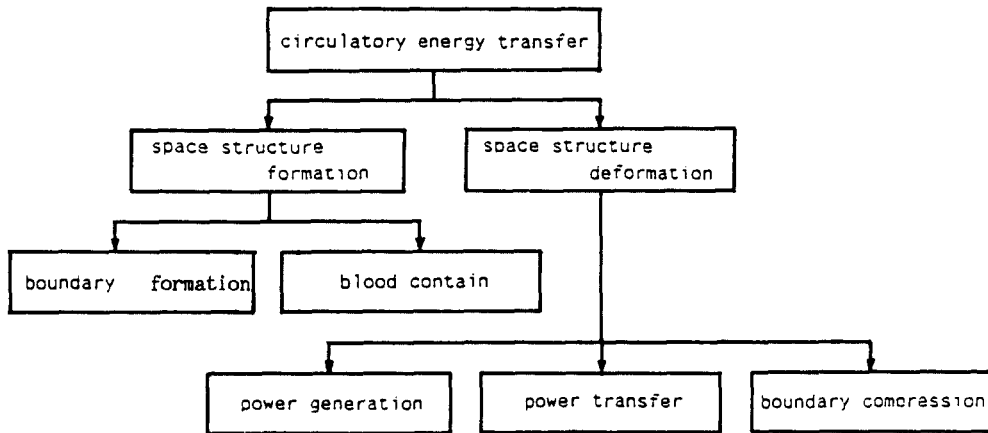 circulatory energy transfer
space structure
formation
space structure
deformation
boundary formation
blood contain
power generation
power transfer
boundary comoression